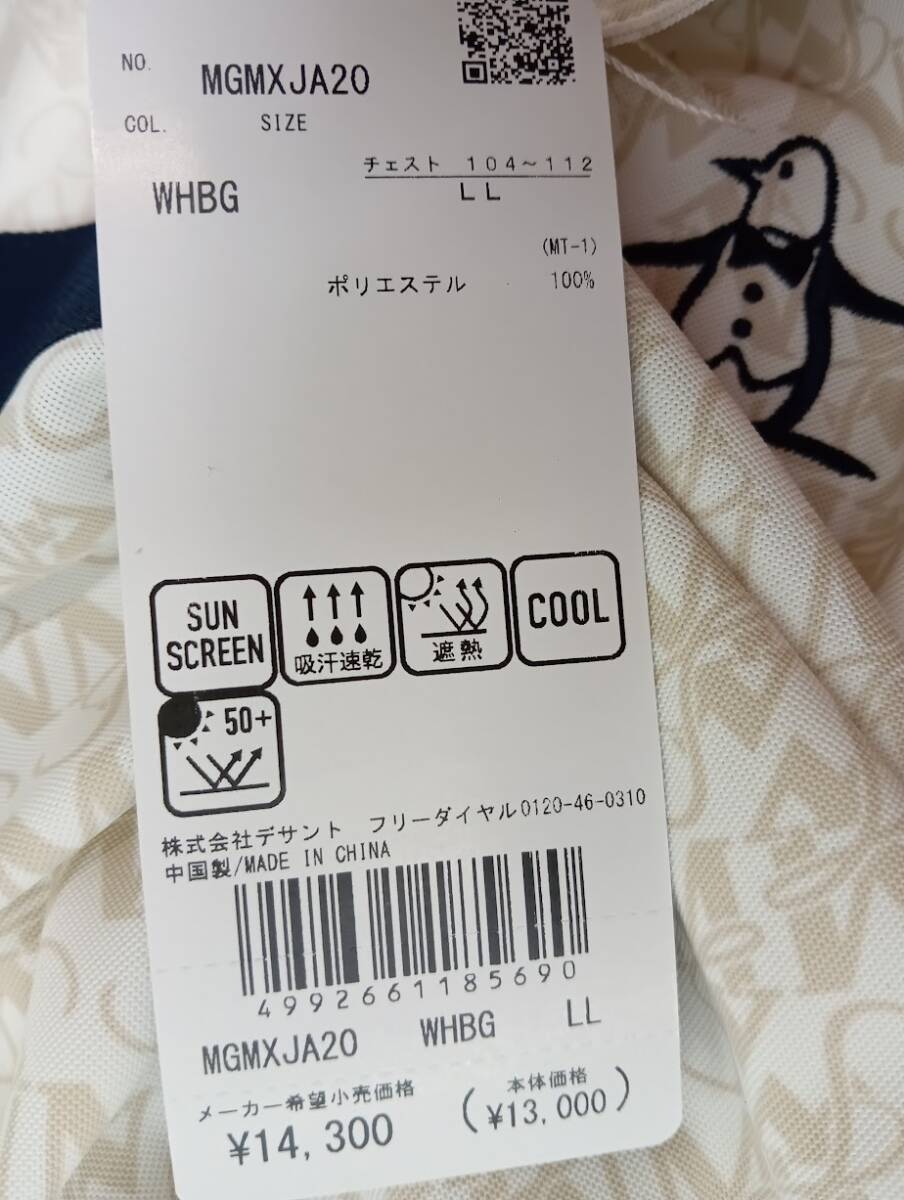 NO. MGMXJA20
COL. SIZE
チェスト 104~112
WHBG LL
(MT-1)
ポリエステル 100%
SUN
SCREEN
吸汗速乾
遮熱
COOL
50+
株式会社デサント フリーダイヤル0120-46-0310
中国製/MADE IN CHINA
4992661185690
MGMXJA20 WHBG LL
メーカー希望小売価格
¥14,300
(本体価格
¥13,000)